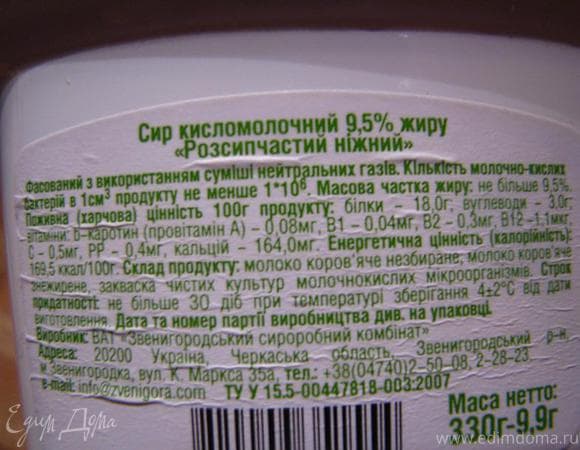 Сир кисломолочний 9,5% жиру
«Розсипчастий ніжний»
Фасований з використанням суміші нейтральних газів. Кількість молочно-кислих
бактерій в 1см³ продукту не менше 1*10⁶. Масова частка жиру: не більше 9,5%.
Поживна (харчова) цінність 100г продукту: білки - 18,0г, вуглеводи - 3,0г;
вітаміни: b-каротин (провітамін А) - 0,08мг, В1 - 0,04мг, В2 - 0,3мг, В12 -1,1мкг,
С - 0,5мг, РР - 0,4мг, кальцій - 164,0мг. Енергетична цінність (калорійність):
169,5 ккал/100г. Склад продукту: молоко коров'яче незбиране, молоко коров'яче
знежирене, закваска чистих культур молочнокислих мікроорганізмів. Строк
придатності: не більше 30 діб при температурі зберігання 4±2°С від дати
виготовлення. Дата та номер партії виробництва див. на упаковці.
Виробник: ВАТ «Звенигородський сироробний комбінат»
Адреса: 20200 Україна, Черкаська область, Звенигородський р-н,
м.Звенигородка, вул. К. Маркса 35а, тел.: +38(04740)2-50-08, 2-28-23.
e-mail: info@zvenigora.com ТУ У 15.5-00447818-003:2007
Маса нетто:
330г-9,9г
Едим Дома
www.edimdoma.ru